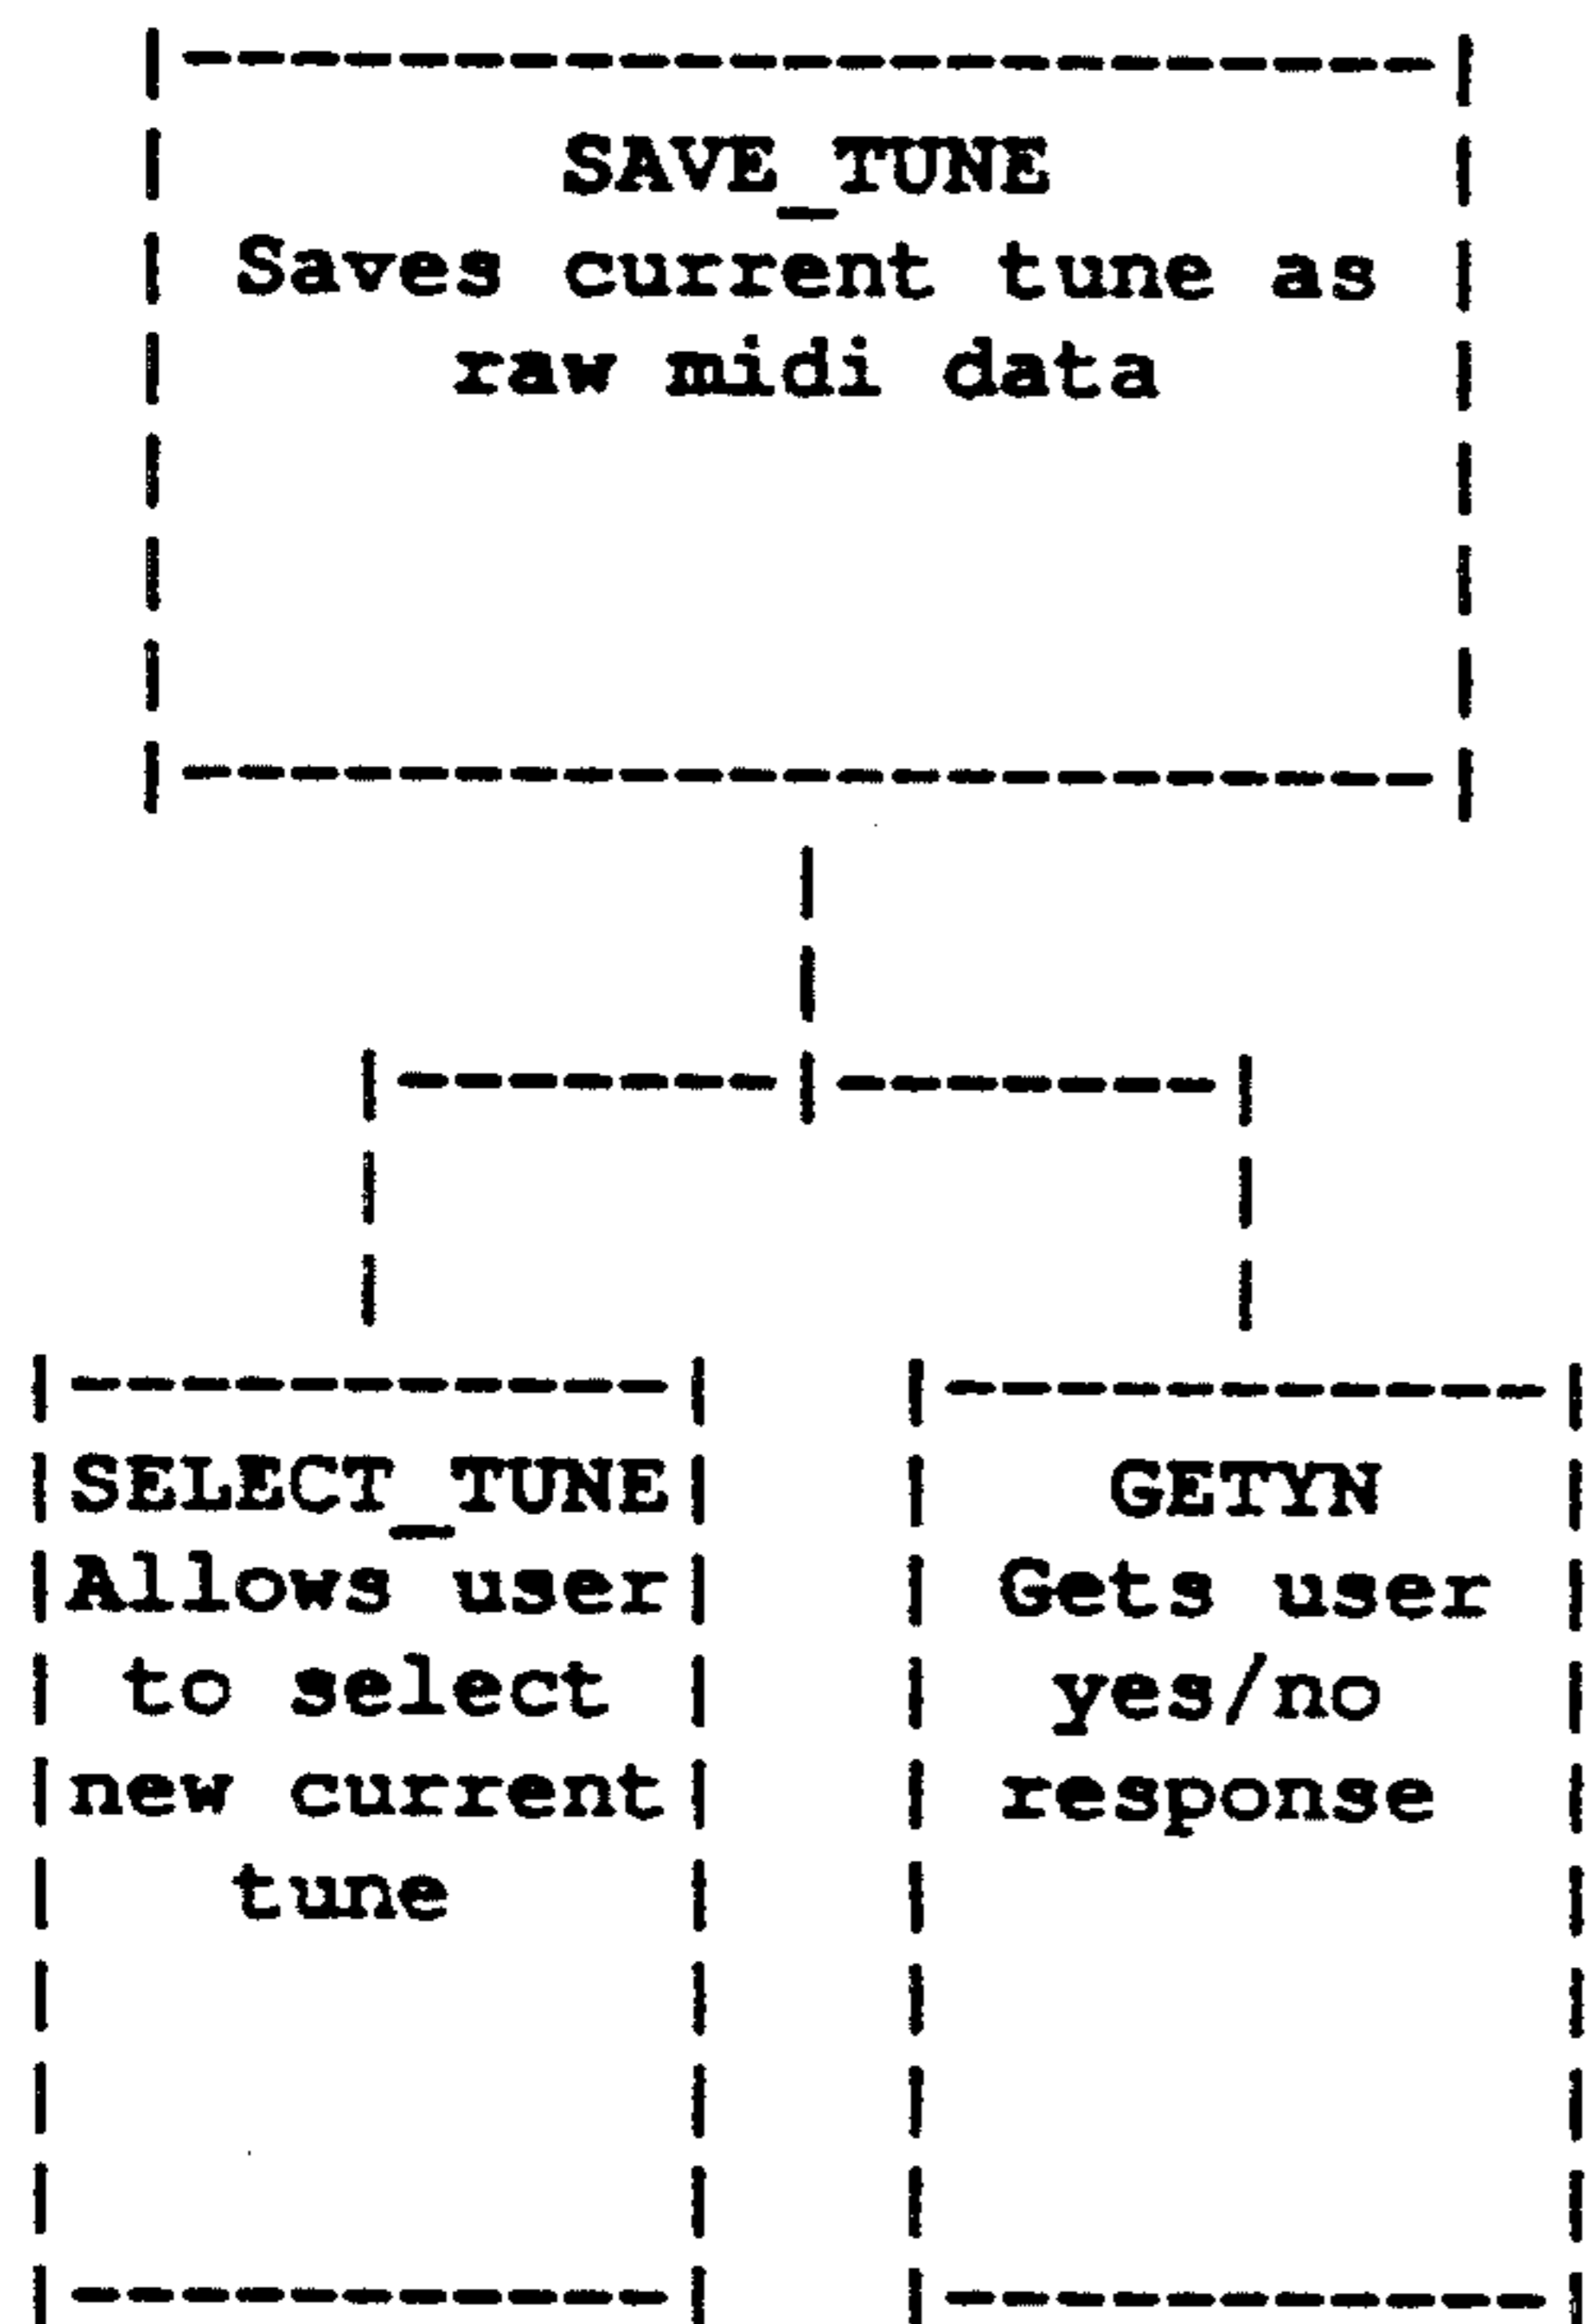 SAVE_TUNE
Saves current tune as
raw midi data
SELECT_TUNE
Allows user
to select
new current
tune
GETYN
Gets user
yes/no
response